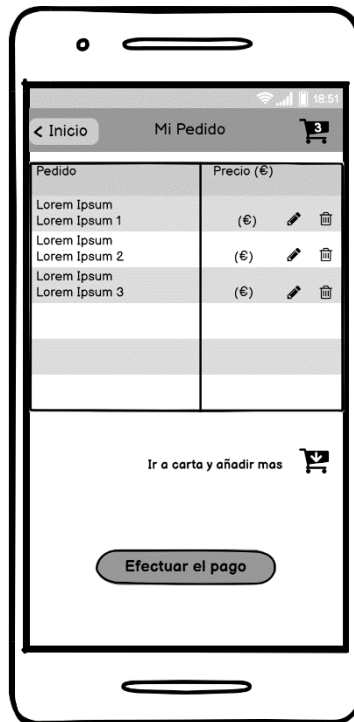 18:51
< Inicio
Mi Pedido
3
Pedido
Precio (€)
Lorem Ipsum
Lorem Ipsum 1
(€)
Lorem Ipsum
Lorem Ipsum 2
(€)
Lorem Ipsum
Lorem Ipsum 3
(€)
Ir a carta y añadir mas
Efectuar el pago